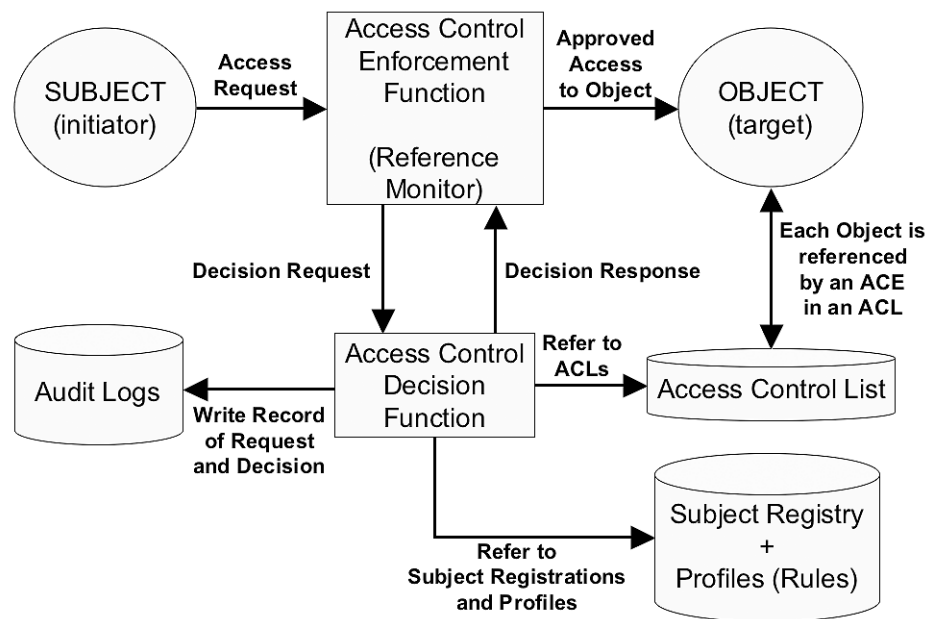 SUBJECT
(initiator)
Access
Request
Access Control
Enforcement
Function
(Reference
Monitor)
Approved
Access
to Object
OBJECT
(target)
Decision Request
Decision Response
Each Object is
referenced
by an ACE
in an ACL
Audit Logs
Write Record
of Request
and Decision
Access Control
Decision
Function
Refer to
ACLs
Access Control List
Refer to
Subject Registrations
and Profiles
Subject Registry
+
Profiles (Rules)